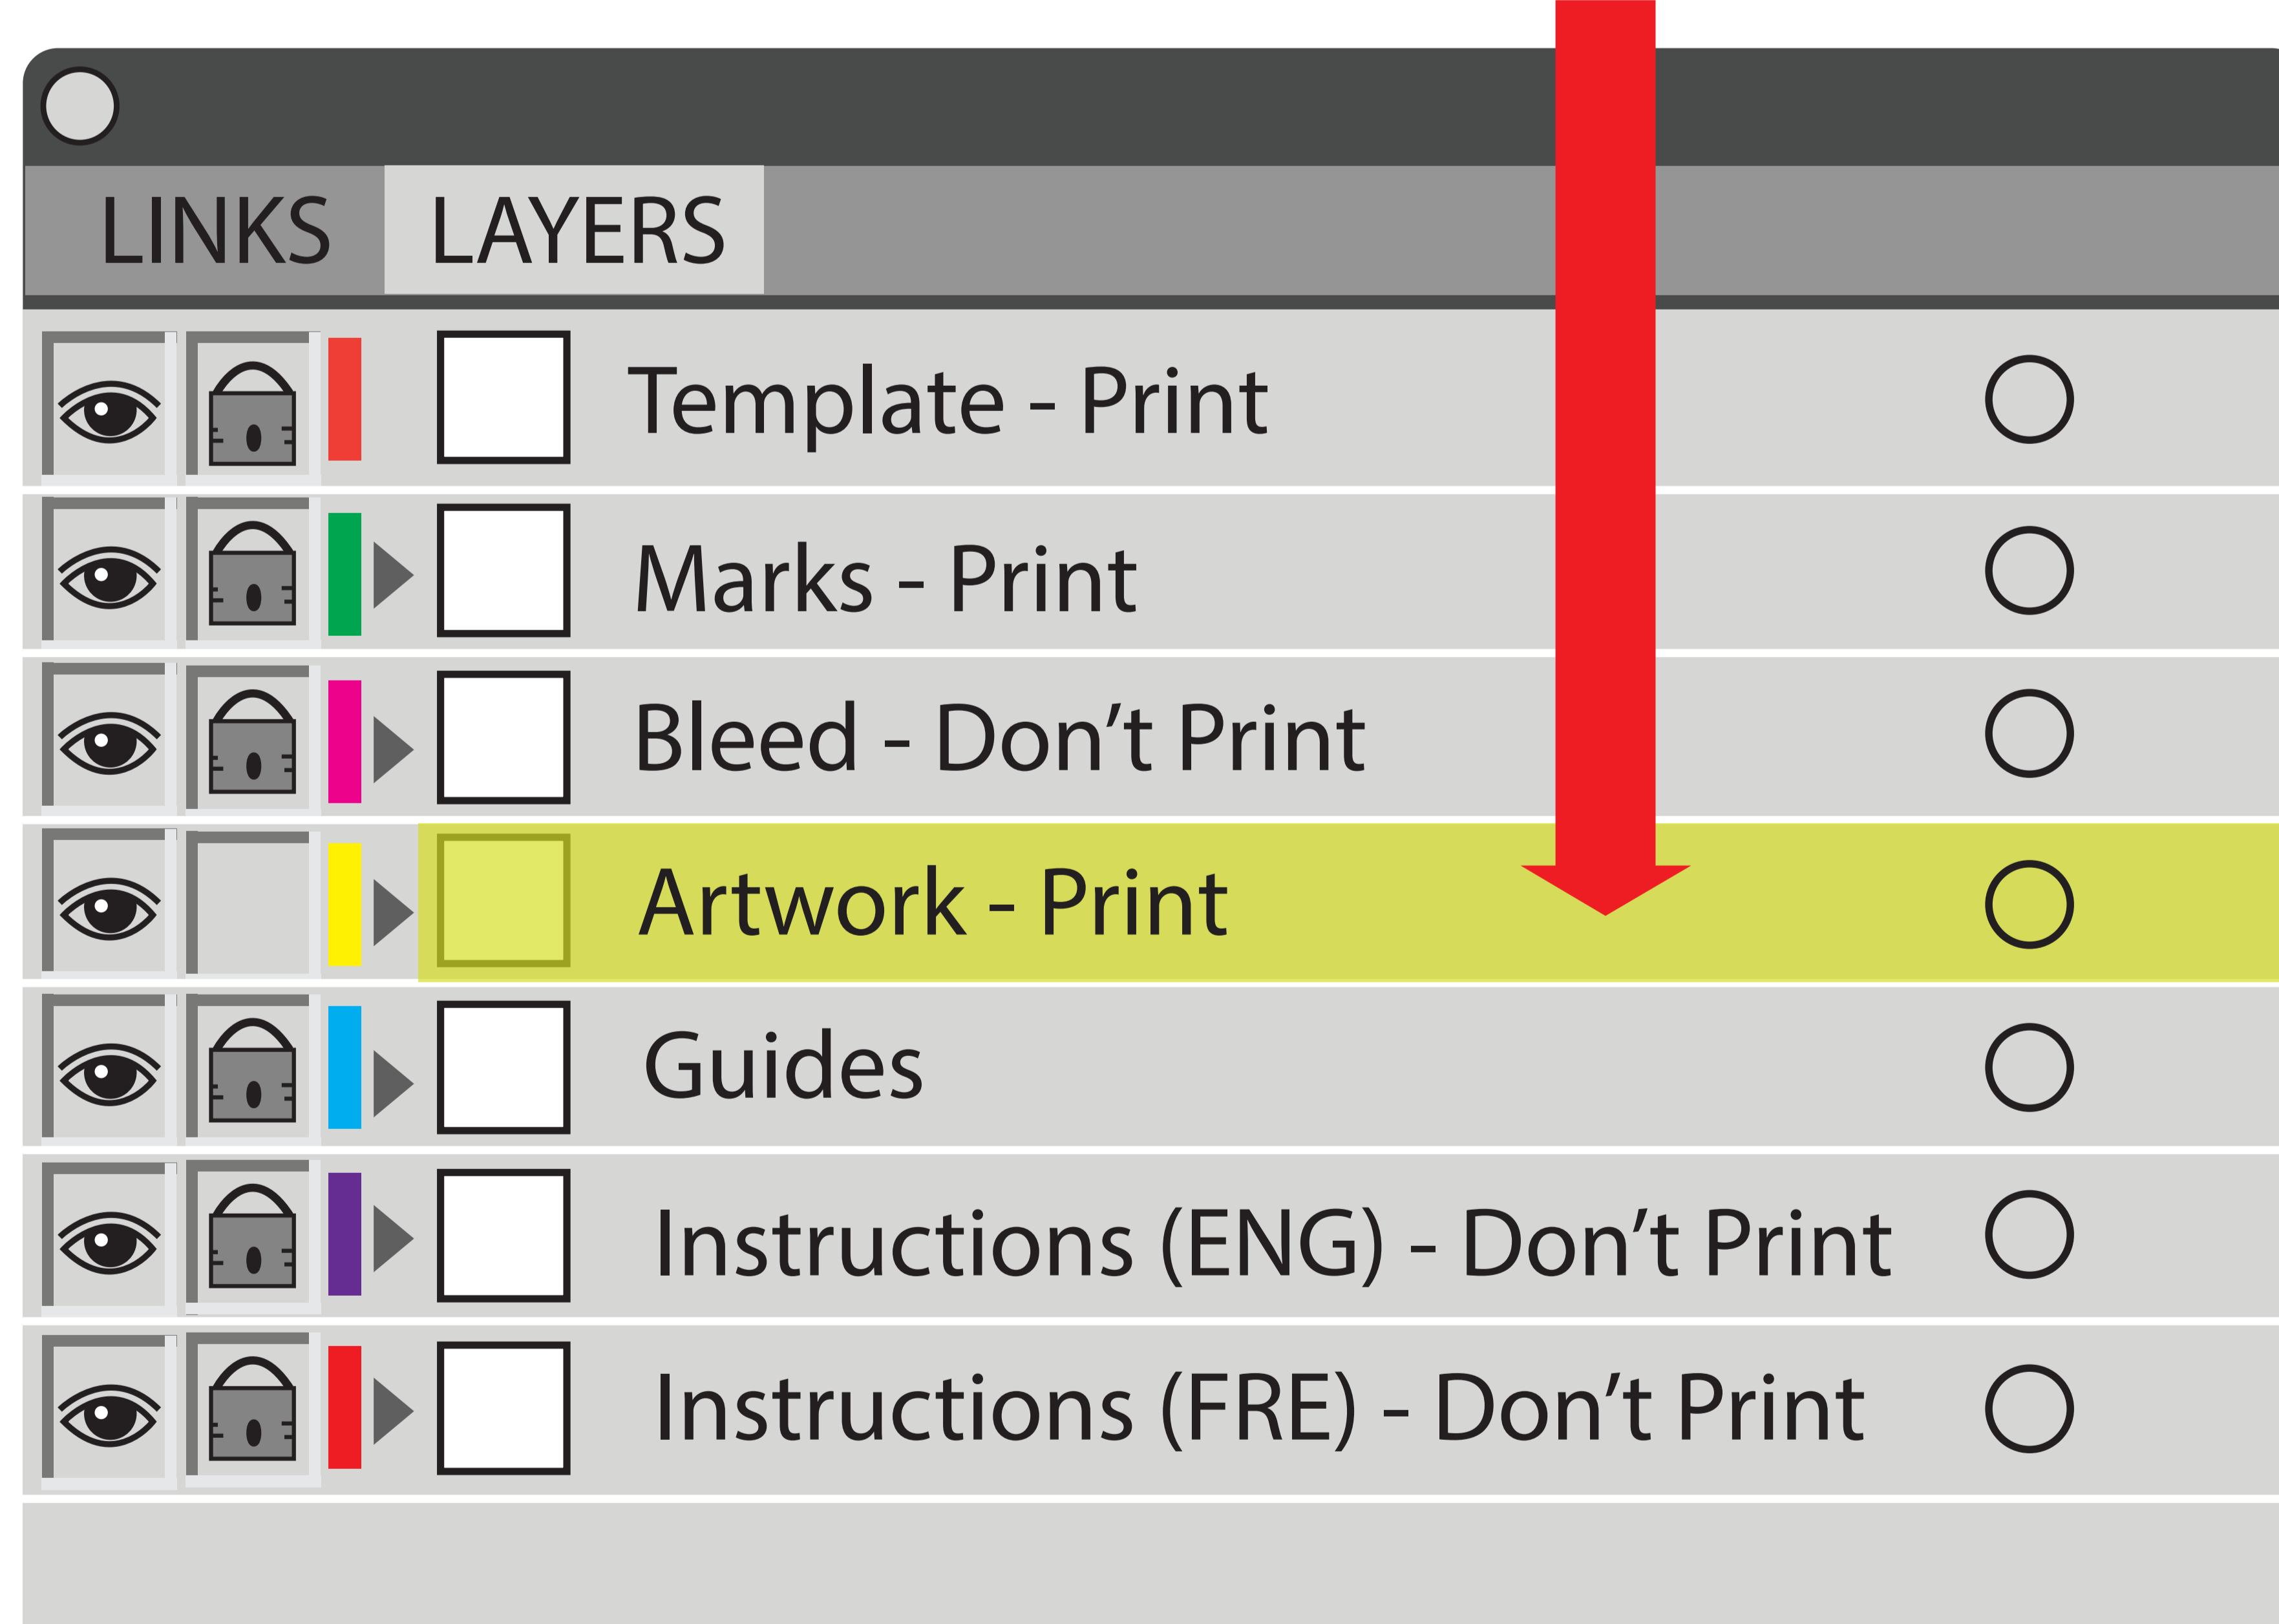 LINKS LAYERS
Template - Print
Marks - Print
Bleed - Don’t Print
Artwork - Print
Guides
Instructions (ENG) - Don’t Print
Instructions (FRE) - Don’t Print